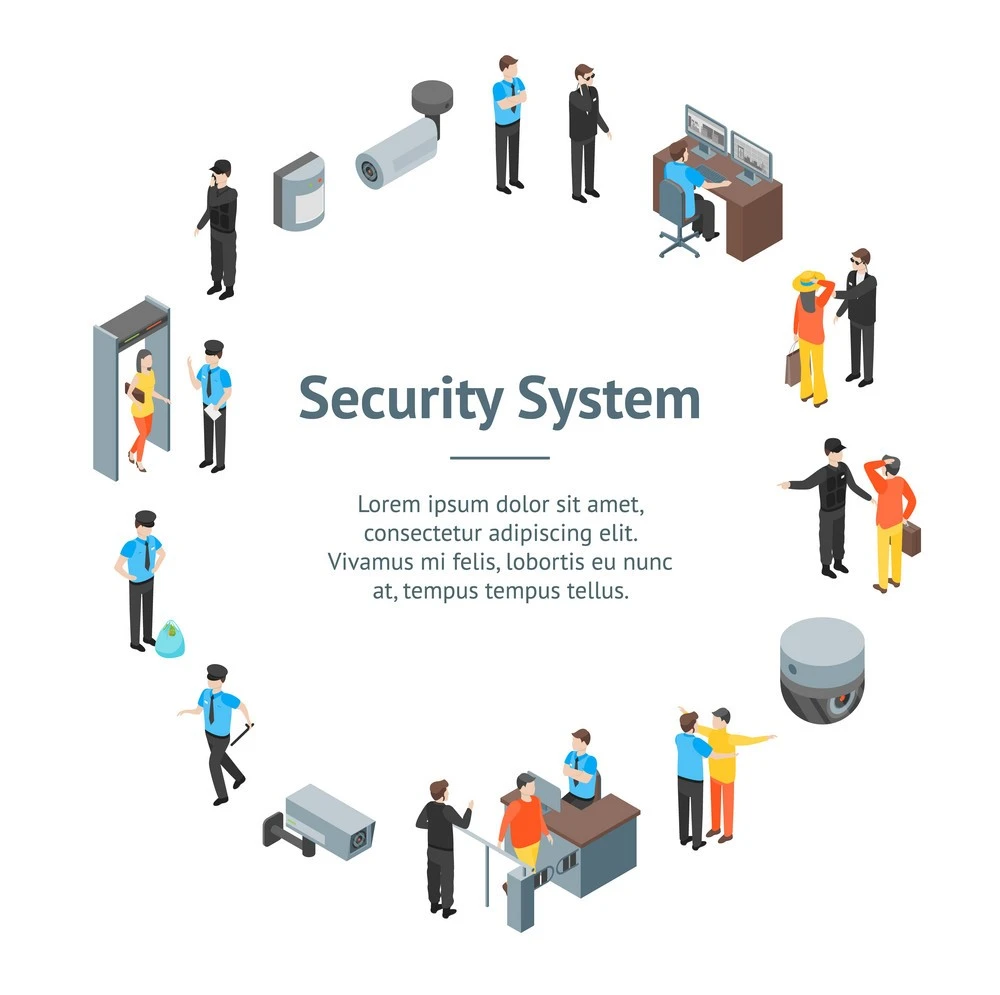 Security System
Lorem ipsum dolor sit amet,
consectetur adipiscing elit.
Vivamus mi felis, lobortis eu nunc
at, tempus tempus tellus.